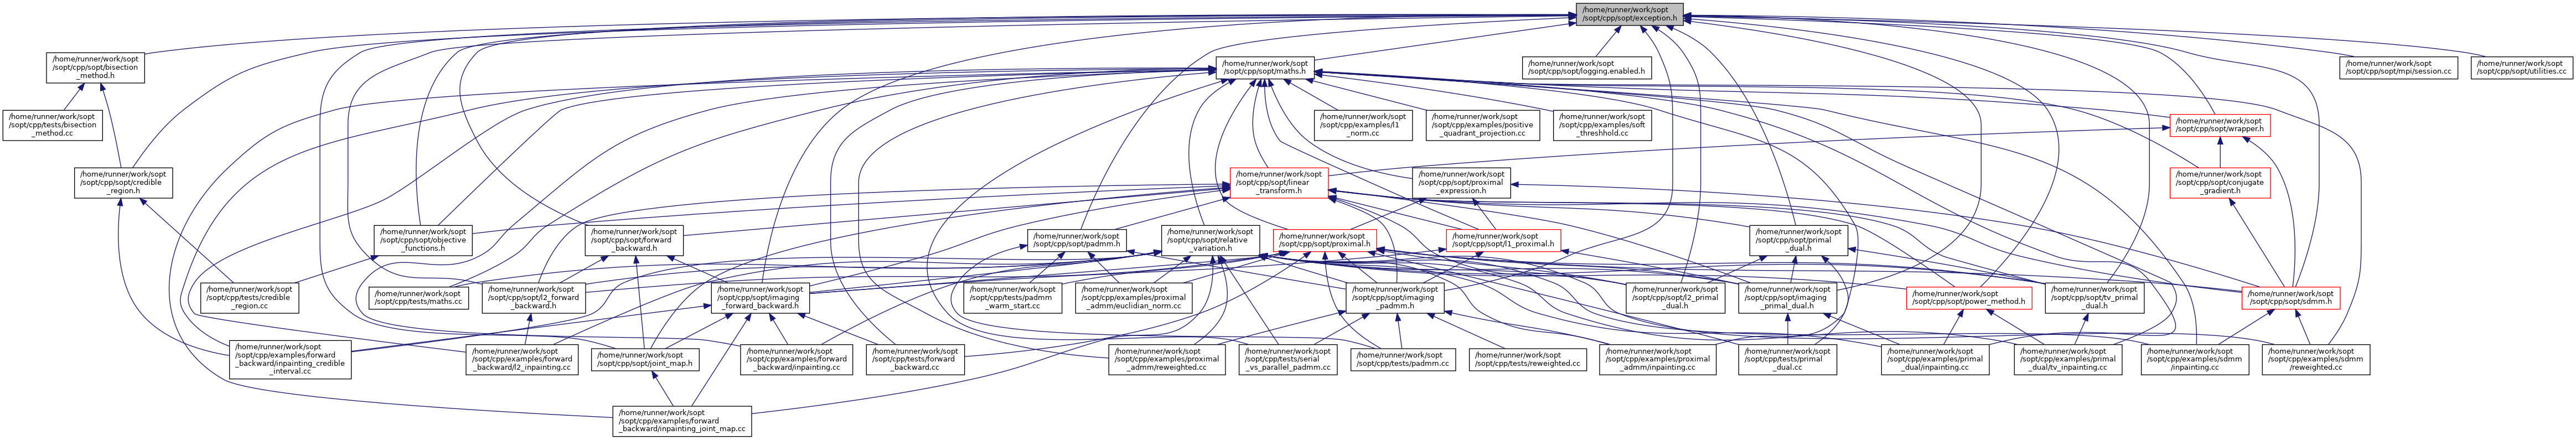 /home/runner/work/sopt
/sopt/cpp/sopt/exception.h
/home/runner/work/sopt
/sopt/cpp/sopt/bisection
_method.h
/home/runner/work/sopt
/sopt/cpp/sopt/maths.h
/home/runner/work/sopt
/sopt/cpp/sopt/logging.enabled.h
/home/runner/work/sopt
/sopt/cpp/sopt/mpi/session.cc
/home/runner/work/sopt
/sopt/cpp/sopt/utilities.cc
/home/runner/work/sopt
/sopt/cpp/tests/bisection
_method.cc
/home/runner/work/sopt
/sopt/cpp/examples/l1
_norm.cc
/home/runner/work/sopt
/sopt/cpp/examples/positive
_quadrant_projection.cc
/home/runner/work/sopt
/sopt/cpp/examples/soft
_threshhold.cc
/home/runner/work/sopt
/sopt/cpp/sopt/wrapper.h
/home/runner/work/sopt
/sopt/cpp/sopt/credible
_region.h
/home/runner/work/sopt
/sopt/cpp/sopt/linear
_transform.h
/home/runner/work/sopt
/sopt/cpp/sopt/proximal
_expression.h
/home/runner/work/sopt
/sopt/cpp/sopt/conjugate
_gradient.h
/home/runner/work/sopt
/sopt/cpp/sopt/objective
_functions.h
/home/runner/work/sopt
/sopt/cpp/sopt/forward
_backward.h
/home/runner/work/sopt
/sopt/cpp/sopt/padmm.h
/home/runner/work/sopt
/sopt/cpp/sopt/relative
_variation.h
/home/runner/work/sopt
/sopt/cpp/sopt/proximal.h
/home/runner/work/sopt
/sopt/cpp/sopt/l1_proximal.h
/home/runner/work/sopt
/sopt/cpp/sopt/primal
_dual.h
/home/runner/work/sopt
/sopt/cpp/tests/credible
_region.cc
/home/runner/work/sopt
/sopt/cpp/tests/maths.cc
/home/runner/work/sopt
/sopt/cpp/sopt/l2_forward
_backward.h
/home/runner/work/sopt
/sopt/cpp/sopt/imaging
_forward_backward.h
/home/runner/work/sopt
/sopt/cpp/tests/padmm
_warm_start.cc
/home/runner/work/sopt
/sopt/cpp/examples/proximal
_admm/euclidian_norm.cc
/home/runner/work/sopt
/sopt/cpp/sopt/imaging
_padmm.h
/home/runner/work/sopt
/sopt/cpp/sopt/l2_primal
_dual.h
/home/runner/work/sopt
/sopt/cpp/sopt/imaging
_primal_dual.h
/home/runner/work/sopt
/sopt/cpp/sopt/power_method.h
/home/runner/work/sopt
/sopt/cpp/sopt/tv_primal
_dual.h
/home/runner/work/sopt
/sopt/cpp/sopt/sdmm.h
/home/runner/work/sopt
/sopt/cpp/examples/forward
_backward/inpainting_credible
_interval.cc
/home/runner/work/sopt
/sopt/cpp/examples/forward
_backward/l2_inpainting.cc
/home/runner/work/sopt
/sopt/cpp/sopt/joint_map.h
/home/runner/work/sopt
/sopt/cpp/examples/forward
_backward/inpainting.cc
/home/runner/work/sopt
/sopt/cpp/tests/forward
_backward.cc
/home/runner/work/sopt
/sopt/cpp/examples/proximal
_admm/reweighted.cc
/home/runner/work/sopt
/sopt/cpp/tests/serial
_vs_parallel_padmm.cc
/home/runner/work/sopt
/sopt/cpp/tests/padmm.cc
/home/runner/work/sopt
/sopt/cpp/tests/reweighted.cc
/home/runner/work/sopt
/sopt/cpp/examples/proximal
_admm/inpainting.cc
/home/runner/work/sopt
/sopt/cpp/tests/primal
_dual.cc
/home/runner/work/sopt
/sopt/cpp/examples/primal
_dual/inpainting.cc
/home/runner/work/sopt
/sopt/cpp/examples/primal
_dual/tv_inpainting.cc
/home/runner/work/sopt
/sopt/cpp/examples/sdmm
/inpainting.cc
/home/runner/work/sopt
/sopt/cpp/examples/sdmm
/reweighted.cc
/home/runner/work/sopt
/sopt/cpp/examples/forward
_backward/inpainting_joint_map.cc